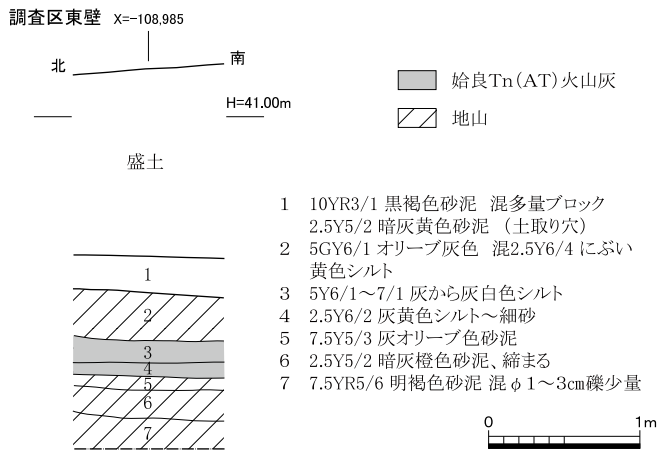 調査区東壁 X=-108,985
北
南
H=41.00m
盛土
姶良Tn(AT)火山灰
地山
1 10YR3/1 黒褐色砂泥 混多量ブロック
2.5Y5/2 暗灰黄色砂泥 (土取り穴)
2 5GY6/1 オリーブ灰色 混2.5Y6/4 にぶい
黄色シルト
3 5Y6/1～7/1 灰から灰白色シルト
4 2.5Y6/2 灰黄色シルト～細砂
5 7.5Y5/3 灰オリーブ色砂泥
6 2.5Y5/2 暗灰橙色砂泥、締まる
7 7.5YR5/6 明褐色砂泥 混φ1～3㎝礫少量
1
2
3
4
5
6
7
0 1m